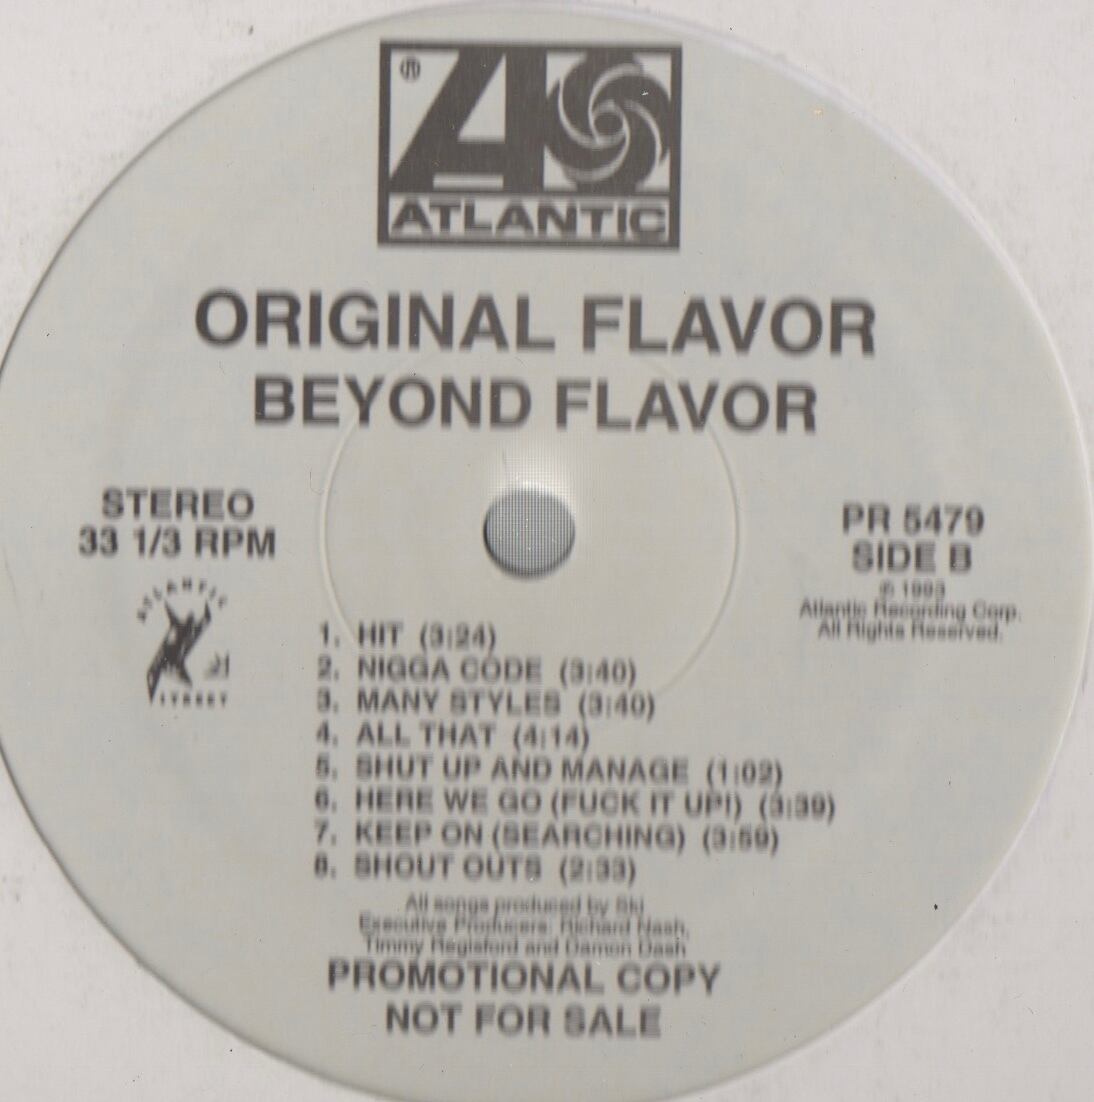 ®
ATLANTIC
ORIGINAL FLAVOR
BEYOND FLAVOR
STEREO
33 1/3 RPM
ATLANTIC
STREET
PR 5479
SIDE B
℗ 1993
Atlantic Recording Corp.
All Rights Reserved.
1. HIT (3:24)
2. NIGGA CODE (3:40)
3. MANY STYLES (3:40)
4. ALL THAT (4:14)
5. SHUT UP AND MANAGE (1:02)
6. HERE WE GO (FUCK IT UP!) (3:39)
7. KEEP ON (SEARCHING) (3:59)
8. SHOUT OUTS (2:33)
All songs produced by Ski
Executive Producers: Richard Nash,
Timmy Regisford and Damon Dash
PROMOTIONAL COPY
NOT FOR SALE